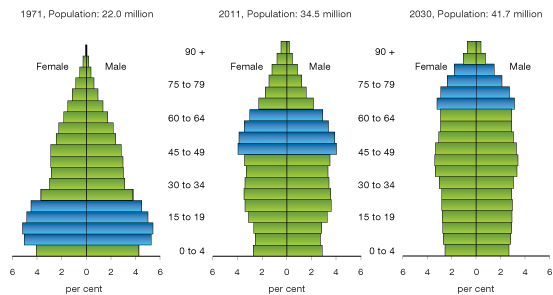 1971, Population: 22.0 million
2011, Population: 34.5 million
2030, Population: 41.7 million
90 +
90 +
Female Male
Female Male
Female Male
75 to 79
75 to 79
60 to 64
60 to 64
45 to 49
45 to 49
30 to 34
30 to 34
15 to 19
15 to 19
0 to 4
0 to 4
6 4 2 0 2 4 6
6 4 2 0 2 4 6
6 4 2 0 2 4 6
per cent
per cent
per cent